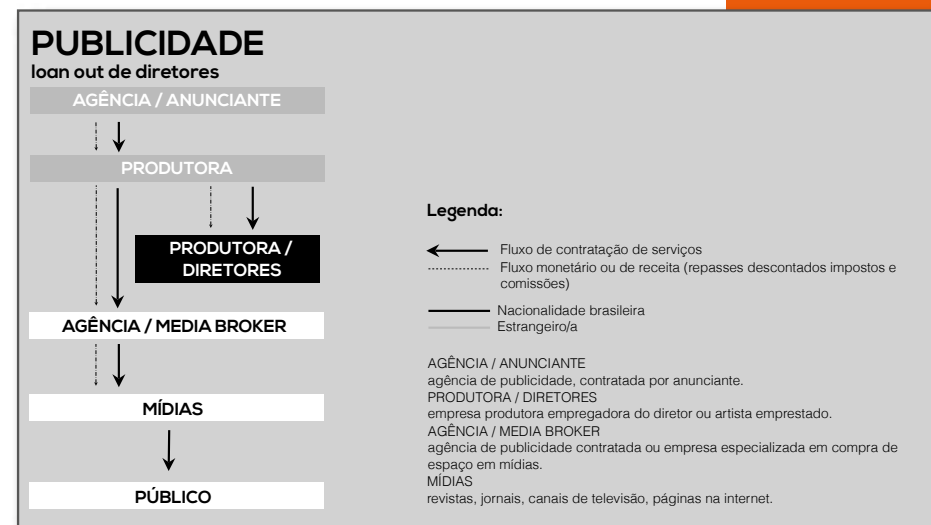 PUBLICIDADE
loan out de diretores
AGÊNCIA / ANUNCIANTE
PRODUTORA
PRODUTORA /
DIRETORES
AGÊNCIA / MEDIA BROKER
MÍDIAS
PÚBLICO
Legenda:
Fluxo de contratação de serviços
Fluxo monetário ou de receita (repasses descontados impostos e
comissões)
Nacionalidade brasileira
Estrangeiro/a
AGÊNCIA / ANUNCIANTE
agência de publicidade, contratada por anunciante.
PRODUTORA / DIRETORES
empresa produtora empregadora do diretor ou artista emprestado.
AGÊNCIA / MEDIA BROKER
agência de publicidade contratada ou empresa especializada em compra de
espaço em mídias.
MÍDIAS
revistas, jornais, canais de televisão, páginas na internet.